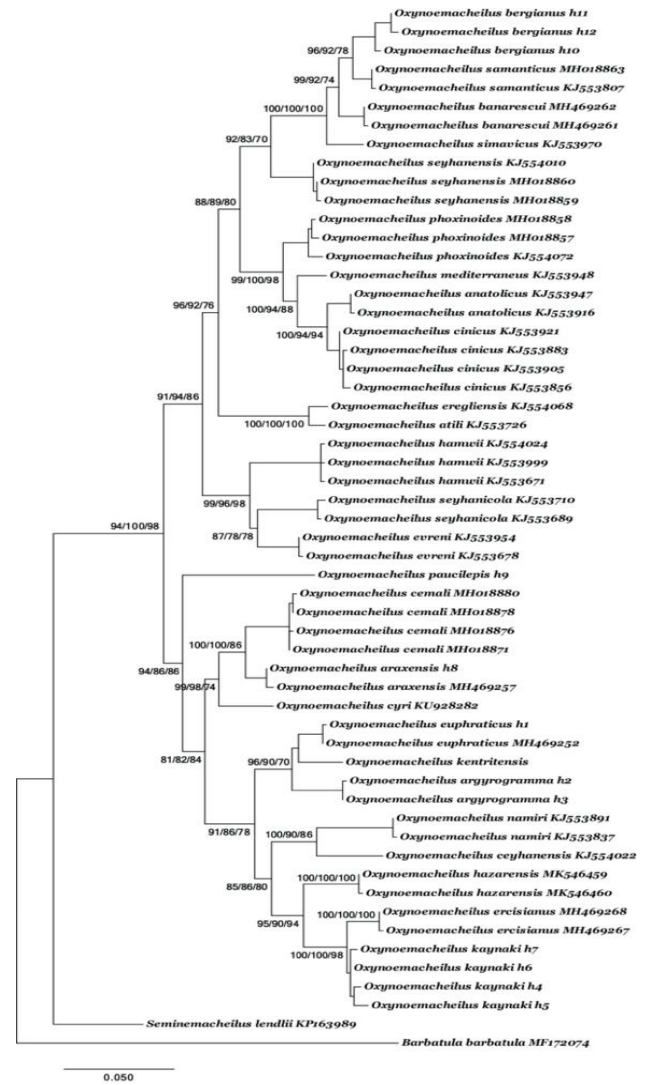 Oxynoemacheilus bergianus h11
Oxynoemacheilus bergianus h12
96/92/78
Oxynoemacheilus bergianus h10
Oxynoemacheilus samanticus MH018863
99/92/74
Oxynoemacheilus samanticus KJ553807
100/100/100
Oxynoemacheilus banarescui MH469262
Oxynoemacheilus banarescui MH469261
92/83/70
Oxynoemacheilus simavicus KJ553970
Oxynoemacheilus seyhanensis KJ554010
Oxynoemacheilus seyhanensis MH018860
88/89/80
Oxynoemacheilus seyhanensis MH018859
Oxynoemacheilus phoxinoides MH018858
Oxynoemacheilus phoxinoides MH018857
Oxynoemacheilus phoxinoides KJ554072
99/100/98
Oxynoemacheilus mediterraneus KJ553948
100/94/88
Oxynoemacheilus anatolicus KJ553947
96/92/76
Oxynoemacheilus anatolicus KJ553916
100/94/94
Oxynoemacheilus cinicus KJ553921
Oxynoemacheilus cinicus KJ553883
Oxynoemacheilus cinicus KJ553905
Oxynoemacheilus cinicus KJ553856
91/94/86
Oxynoemacheilus eregliensis KJ554068
100/100/100
Oxynoemacheilus atili KJ553726
Oxynoemacheilus hamwii KJ554024
Oxynoemacheilus hamwii KJ553999
Oxynoemacheilus hamwii KJ553671
99/96/98
Oxynoemacheilus seyhanicola KJ553710
Oxynoemacheilus seyhanicola KJ553689
94/100/98
87/78/78
Oxynoemacheilus evreni KJ553954
Oxynoemacheilus evreni KJ553678
Oxynoemacheilus paucilepis h9
Oxynoemacheilus cemali MH018880
Oxynoemacheilus cemali MH018878
Oxynoemacheilus cemali MH018876
100/100/86
Oxynoemacheilus cemali MH018871
94/86/86
Oxynoemacheilus araxensis h8
99/98/74
Oxynoemacheilus araxensis MH469257
Oxynoemacheilus cyri KU928282
Oxynoemacheilus euphraticus h1
Oxynoemacheilus euphraticus MH469252
81/82/84
96/90/70
Oxynoemacheilus kentritensis
Oxynoemacheilus argyrogramma h2
Oxynoemacheilus argyrogramma h3
Oxynoemacheilus namiri KJ553891
91/86/78
100/90/86
Oxynoemacheilus namiri KJ553837
Oxynoemacheilus ceyhanensis KJ554022
100/100/100
Oxynoemacheilus hazarensis MK546459
85/86/80
Oxynoemacheilus hazarensis MK546460
100/100/100
Oxynoemacheilus ercisianus MH469268
95/90/94
Oxynoemacheilus ercisianus MH469267
Oxynoemacheilus kaynaki h7
100/100/98
Oxynoemacheilus kaynaki h6
Oxynoemacheilus kaynaki h4
Oxynoemacheilus kaynaki h5
Seminemacheilus lendlii KP163989
Barbatula barbatula MF172074
0.050